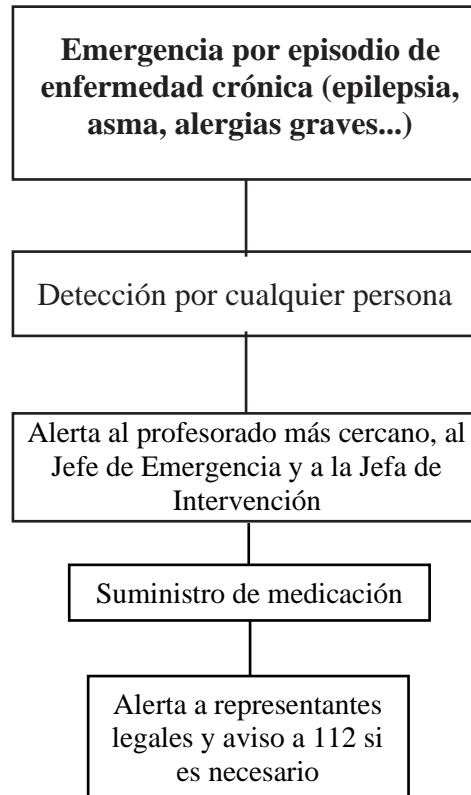 Emergencia por episodio de
enfermedad crónica (epilepsia,
asma, alergias graves...)
Detección por cualquier persona
Alerta al profesorado más cercano, al
Jefe de Emergencia y a la Jefa de
Intervención
Suministro de medicación
Alerta a representantes
legales y aviso a 112 si
es necesario